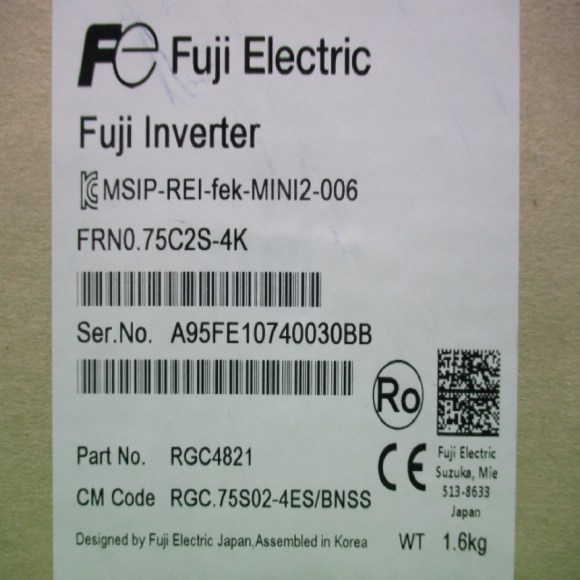 Fe Fuji Electric
Fuji Inverter
MSIP-REI-fek-MINI2-006
FRN0.75C2S-4K
Ser.No. A95FE10740030BB
Ro
Part No. RGC4821
CE
CM Code RGC.75S02-4ES/BNSS
Fuji Electric
Suzuka, Mie
513-8633
Japan
Designed by Fuji Electric Japan,Assembled in Korea
WT 1.6kg